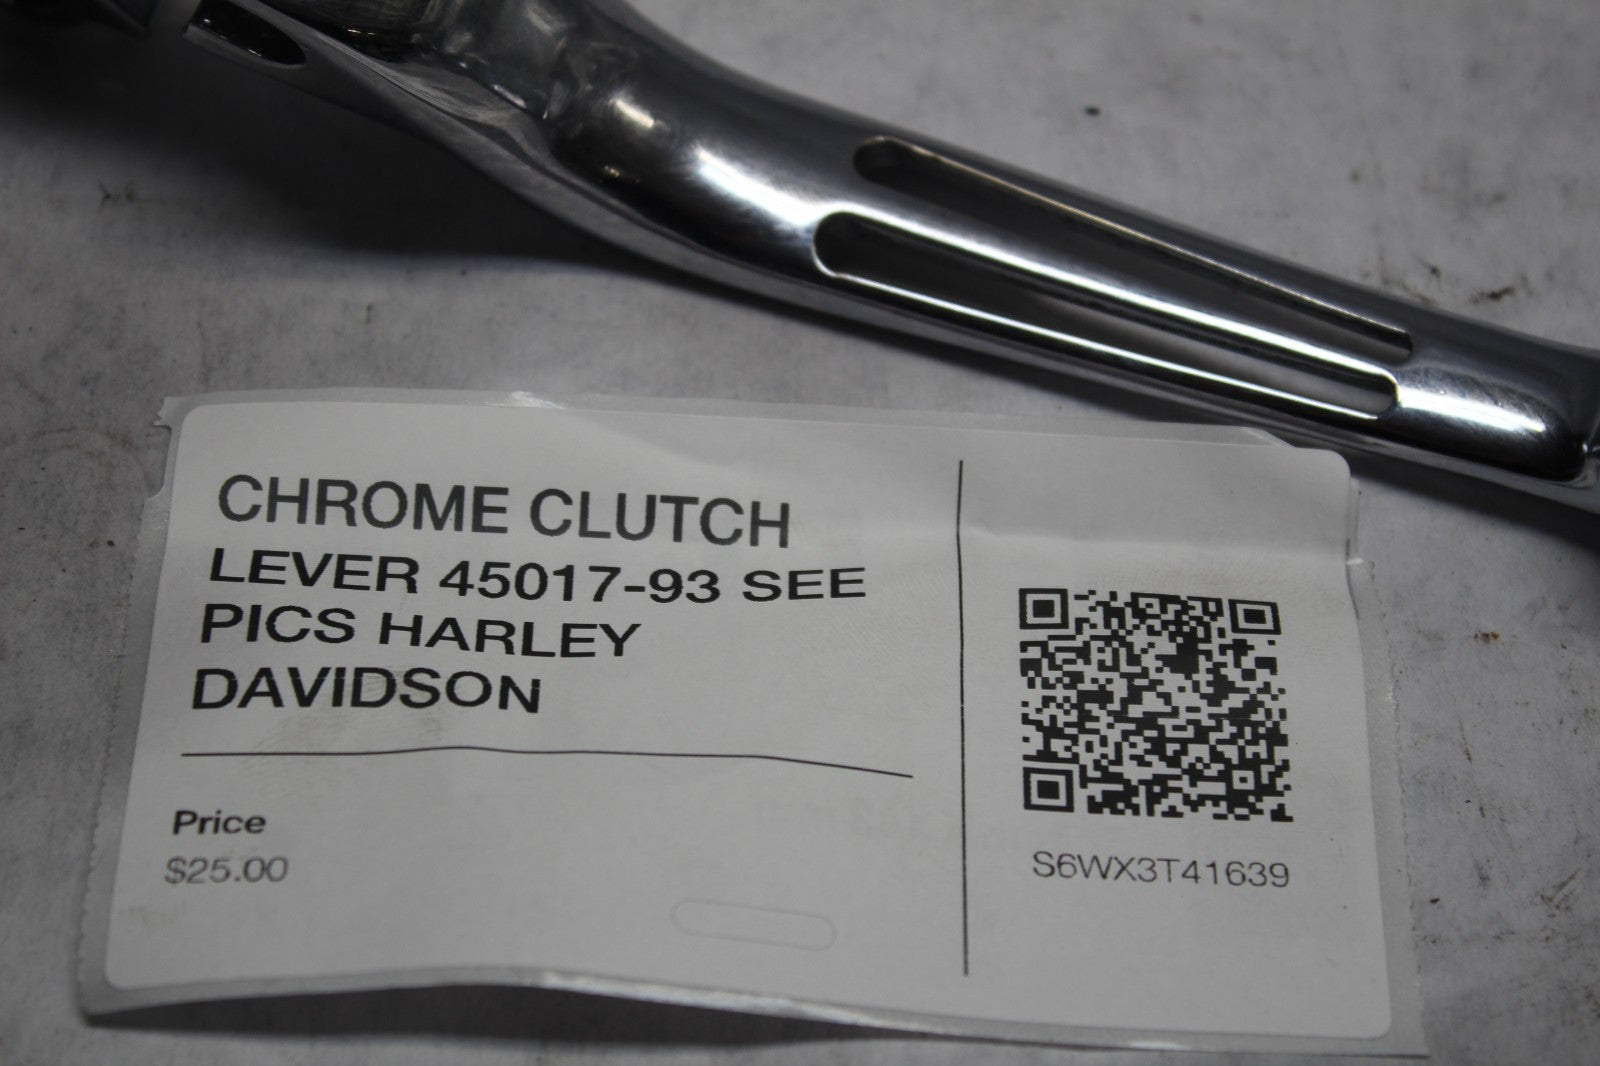 CHROME CLUTCH
LEVER 45017-93 SEE
PICS HARLEY
DAVIDSON
Price
$25.00
S6WX3T41639